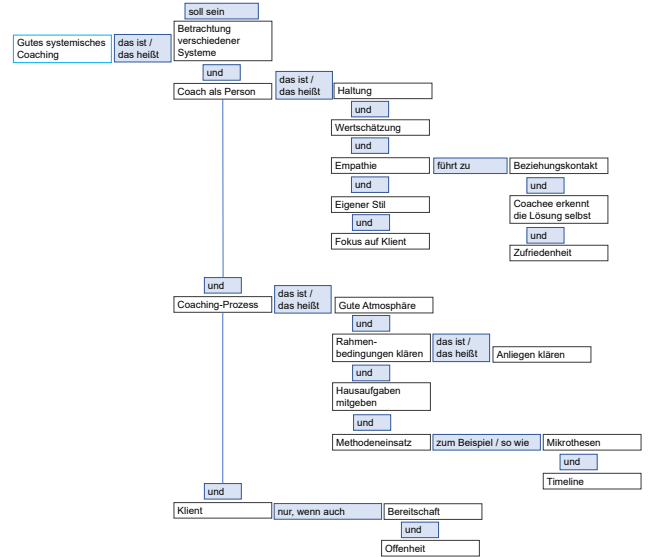 soll sein
Gutes systemisches
Coaching
das ist /
das heißt
Betrachtung
verschiedener
Systeme
und
Coach als Person
das ist /
das heißt
Haltung
und
Wertschätzung
und
Empathie
führt zu
Beziehungskontakt
und
und
Eigener Stil
Coachee erkennt
die Lösung selbst
und
und
Fokus auf Klient
Zufriedenheit
und
Coaching-Prozess
das ist /
das heißt
Gute Atmosphäre
und
Rahmen-
bedingungen klären
das ist /
das heißt
Anliegen klären
und
Hausaufgaben
mitgeben
und
Methodeneinsatz
zum Beispiel / so wie
Mikrothesen
und
Timeline
und
Klient
nur, wenn auch
Bereitschaft
und
Offenheit